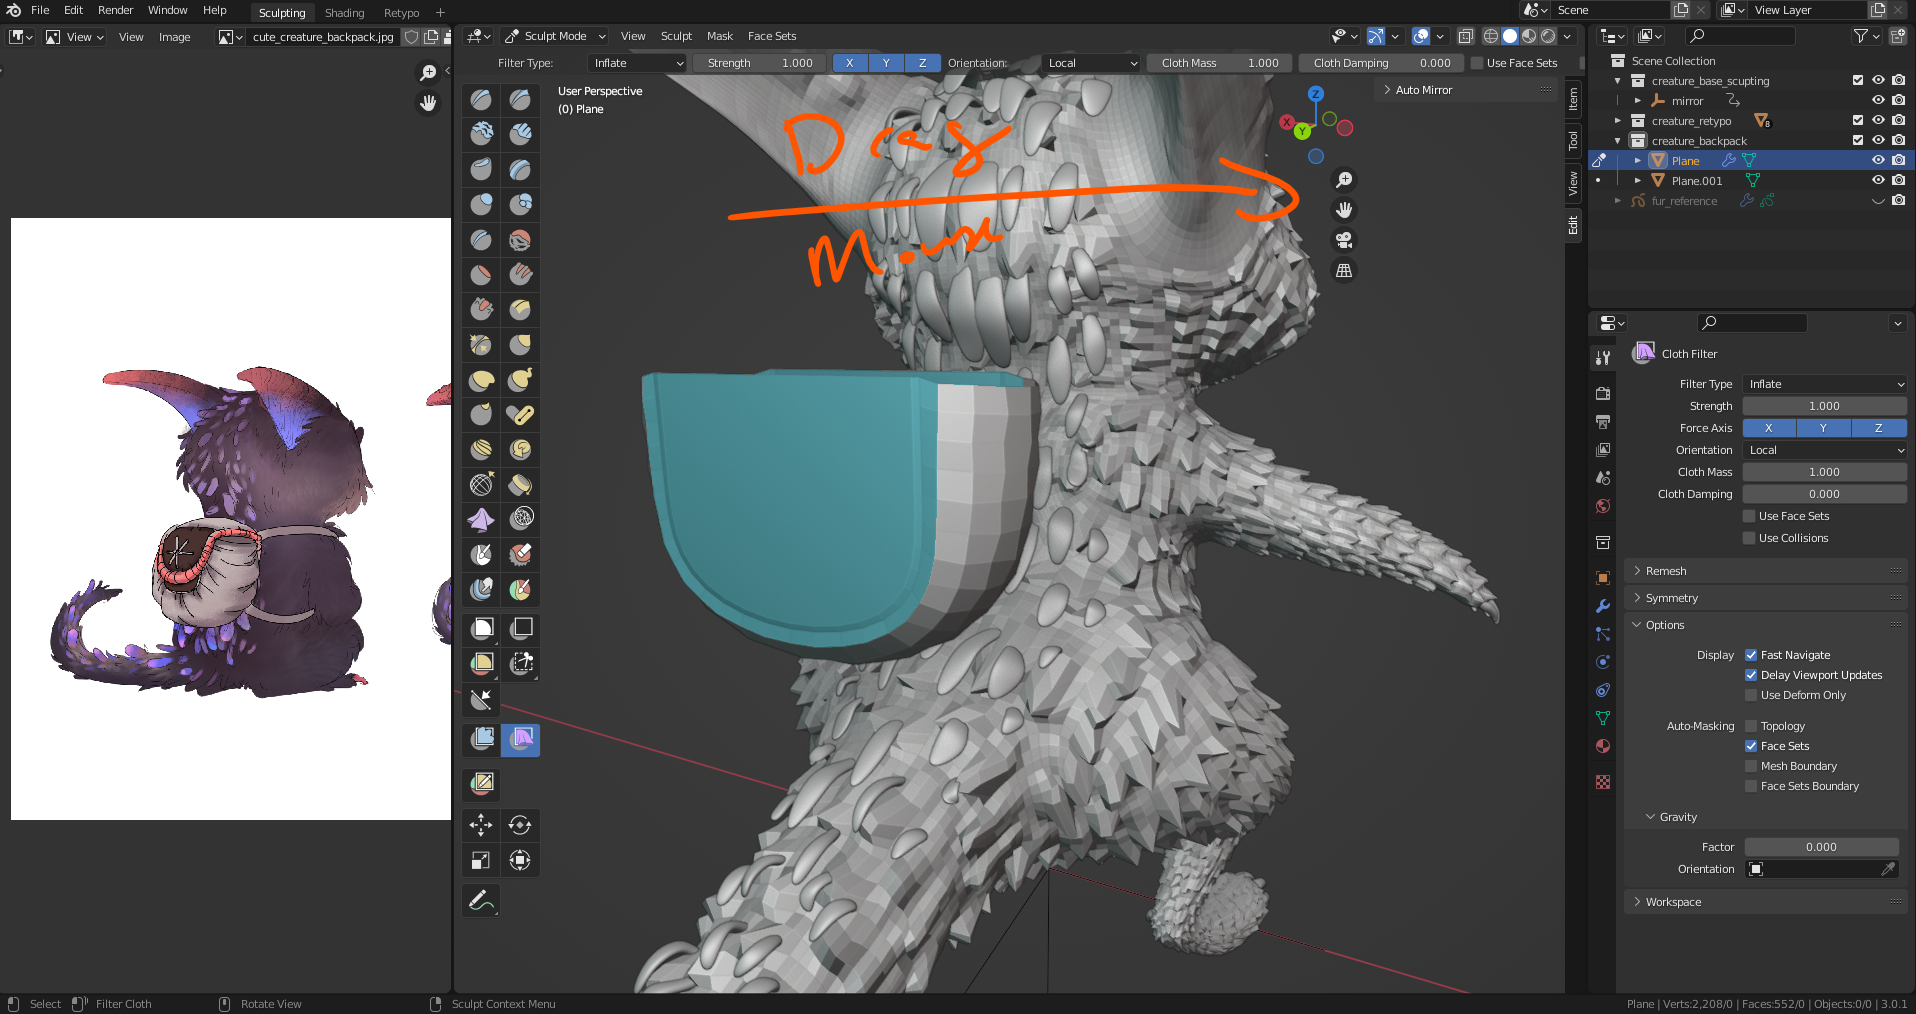 File Edit Render Window Help Sculpting Shading Retypo + Scene View Layer
View View Image cute_creature_backpack.jpg Sculpt Mode View Sculpt Mask Face Sets
Filter Type: Inflate Strength 1.000 X Y Z Orientation: Local Cloth Mass 1.000 Cloth Damping 0.000 Use Face Sets
User Perspective
(0) Plane
Auto Mirror
Item
Tool
View
Edit
Z
X
Y
Drag
Mouse
Scene Collection
creature_base_scupting
mirror
creature_retypo 8
creature_backpack
Plane
Plane.001
fur_reference
Cloth Filter
Filter Type Inflate
Strength 1.000
Force Axis X Y Z
Orientation Local
Cloth Mass 1.000
Cloth Damping 0.000
Use Face Sets
Use Collisions
Remesh
Symmetry
Options
Display Fast Navigate
Delay Viewport Updates
Use Deform Only
Auto-Masking Topology
Face Sets
Mesh Boundary
Face Sets Boundary
Gravity
Factor 0.000
Orientation
Workspace
Select Filter Cloth Rotate View Sculpt Context Menu Plane | Verts:2,208/0 | Faces:552/0 | Objects:0/0 | 3.0.1